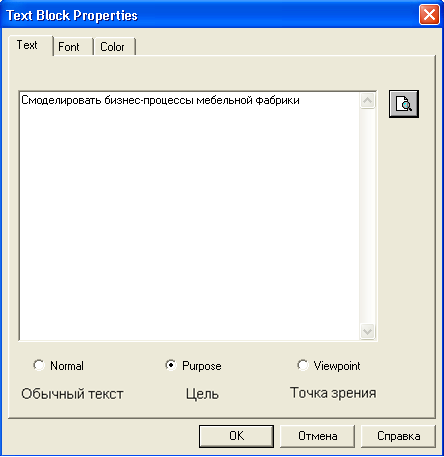 Text Block Properties
Text Font Color
Смоделировать бизнес-процессы мебельной фабрики
Normal Purpose Viewpoint
Обычный текст Цель Точка зрения
OK Отмена Справка